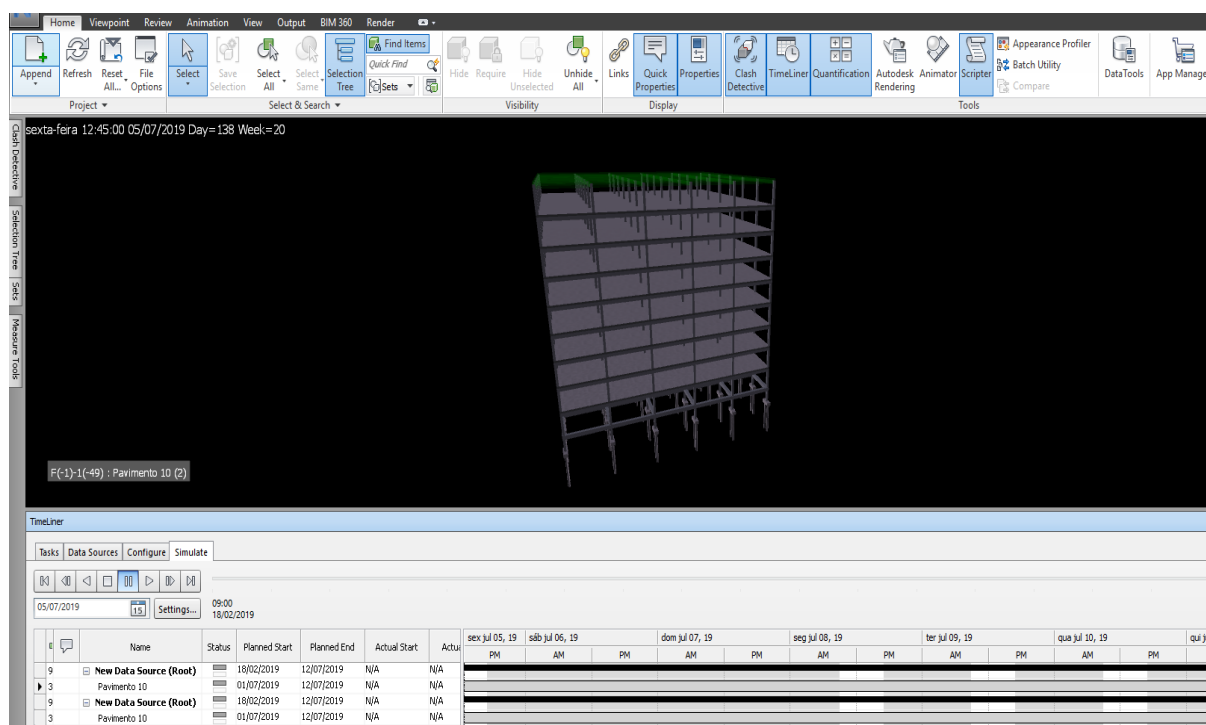 Home Viewpoint Review Animation View Output BIM 360 Render
Append
Refresh
Reset All...
File Options
Select
Save Selection
Select All
Select Same
Selection Tree
Find Items
Quick Find
Sets
Hide
Require
Hide Unselected
Unhide All
Links
Quick Properties
Properties
Clash Detective
TimeLiner
Quantification
Autodesk Rendering
Animator
Scripter
Appearance Profiler
Batch Utility
Compare
DataTools
App Manage
Project
Select & Search
Visibility
Display
Tools
Clash Detective
Selection Tree
Sets
Measure Tools
sexta-feira 12:45:00 05/07/2019 Day=138 Week=20
F(-1)-1(-49) : Pavimento 10 (2)
TimeLiner
Tasks Data Sources Configure Simulate
05/07/2019 15 Settings... 09:00
18/02/2019
Name Status Planned Start Planned End Actual Start Actua
sex jul 05, 19 sáb jul 06, 19 dom jul 07, 19 seg jul 08, 19 ter jul 09, 19 qua jul 10, 19 qui j
PM AM PM AM PM AM PM AM PM AM PM
9 New Data Source (Root) 18/02/2019 12/07/2019 N/A N/A
3 Pavimento 10 01/07/2019 12/07/2019 N/A N/A
9 New Data Source (Root) 18/02/2019 12/07/2019 N/A N/A
3 Pavimento 10 01/07/2019 12/07/2019 N/A N/A